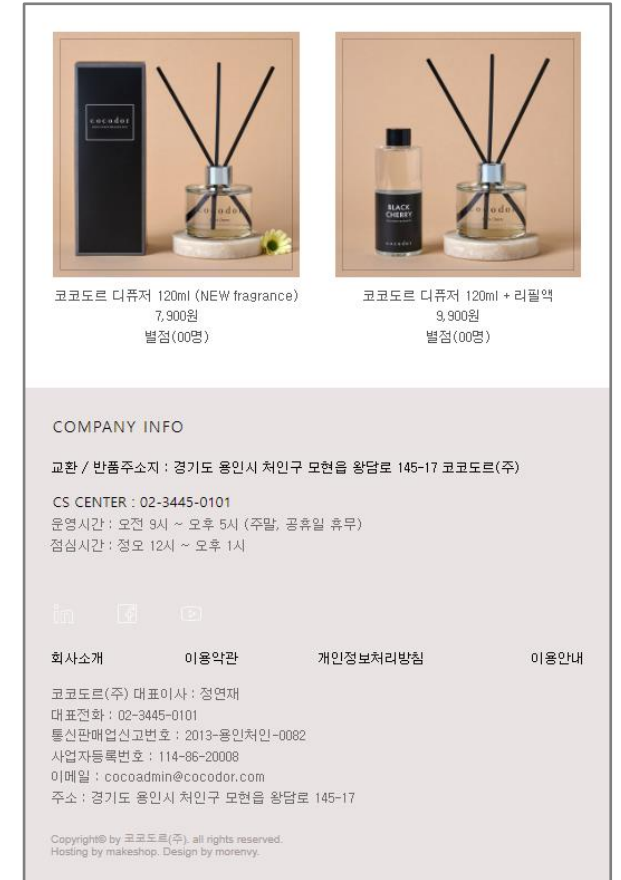 cocodor
BLACK
CHERRY
cocodor
cocodor
코코도르 디퓨저 120ml (NEW fragrance)
7,900원
별점(00명)
코코도르 디퓨저 120ml + 리필액
9,900원
별점(00명)
COMPANY INFO
교환 / 반품주소지 : 경기도 용인시 처인구 모현읍 왕담로 145-17 코코도르(주)
CS CENTER : 02-3445-0101
운영시간 : 오전 9시 ~ 오후 5시 (주말, 공휴일 휴무)
점심시간 : 정오 12시 ~ 오후 1시
in
회사소개 이용약관 개인정보처리방침 이용안내
코코도르(주) 대표이사 : 정연재
대표전화 : 02-3445-0101
통신판매업신고번호 : 2013-용인처인-0082
사업자등록번호 : 114-86-20008
이메일 : cocoadmin@cocodor.com
주소 : 경기도 용인시 처인구 모현읍 왕담로 145-17
Copyright© by 코코도르(주). all rights reserved.
Hosting by makeshop. Design by morenvy.